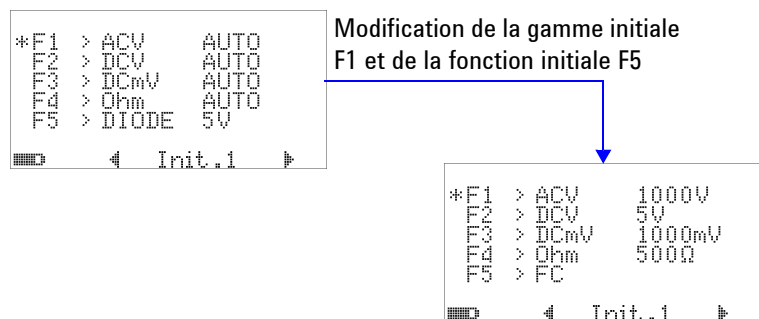 *F1 > ACV AUTO
F2 > DCV AUTO
F3 > DCmV AUTO
F4 > Ohm AUTO
F5 > DIODE 5V
Init.1
Modification de la gamme initiale
F1 et de la fonction initiale F5
*F1 > ACV 1000V
F2 > DCV 5V
F3 > DCmV 1000mV
F4 > Ohm 500Ω
F5 > FC
Init.1